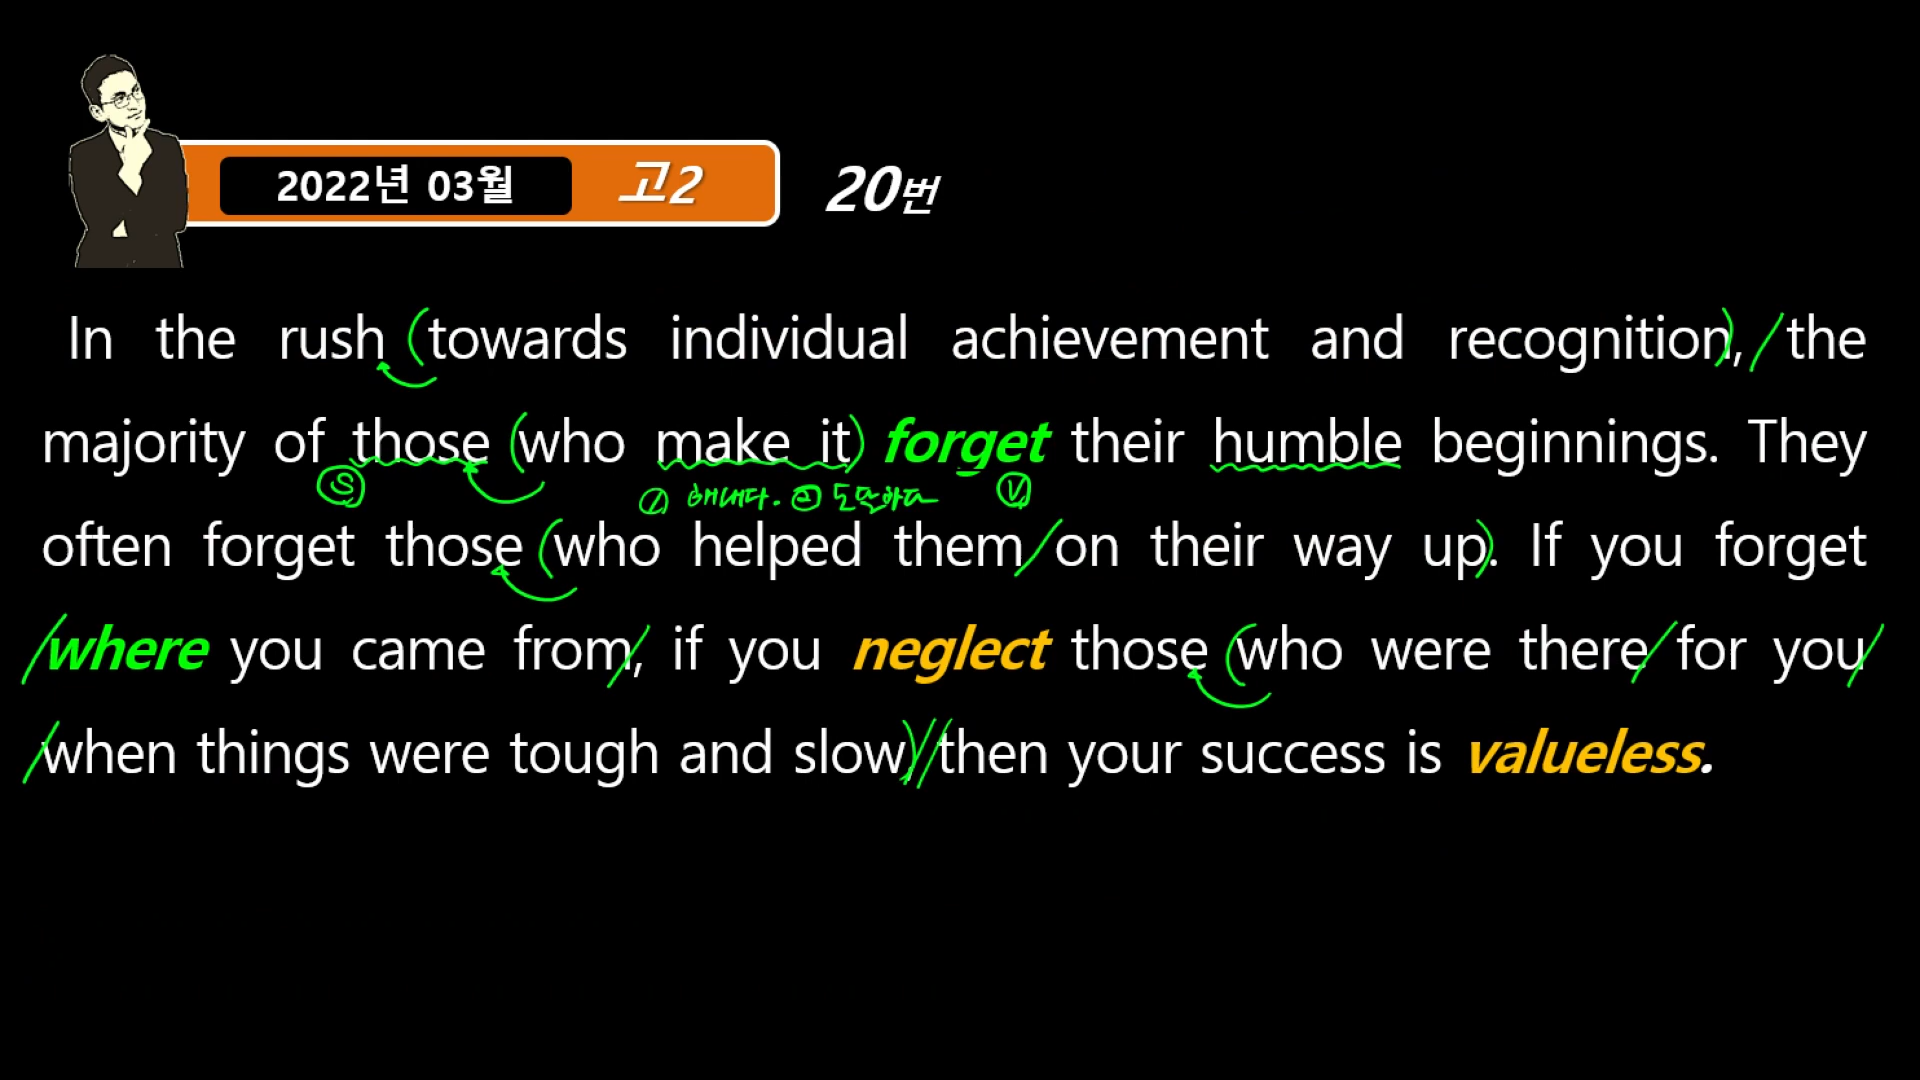 2022년 03월 고2 20번
In the rush (towards individual achievement and recognition), / the
majority of those (who make it) forget their humble beginnings. They
Ⓢ ① 해내다. ② 도달하다 Ⓥ
often forget those (who helped them / on their way up). If you forget
/ where you came from, / if you neglect those (who were there / for you /
/ when things were tough and slow,) // then your success is valueless.